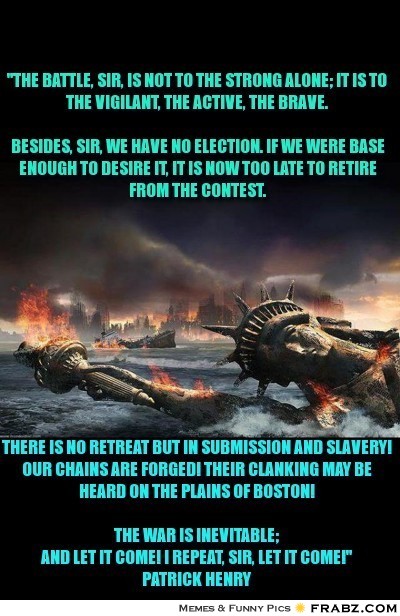 "THE BATTLE, SIR, IS NOT TO THE STRONG ALONE; IT IS TO
THE VIGILANT, THE ACTIVE, THE BRAVE.
BESIDES, SIR, WE HAVE NO ELECTION. IF WE WERE BASE
ENOUGH TO DESIRE IT, IT IS NOW TOO LATE TO RETIRE
FROM THE CONTEST.
THERE IS NO RETREAT BUT IN SUBMISSION AND SLAVERY!
OUR CHAINS ARE FORGED! THEIR CLANKING MAY BE
HEARD ON THE PLAINS OF BOSTON!
THE WAR IS INEVITABLE;
AND LET IT COME! I REPEAT, SIR, LET IT COME!"
PATRICK HENRY
MEMES & FUNNY PICS FRABZ.COM